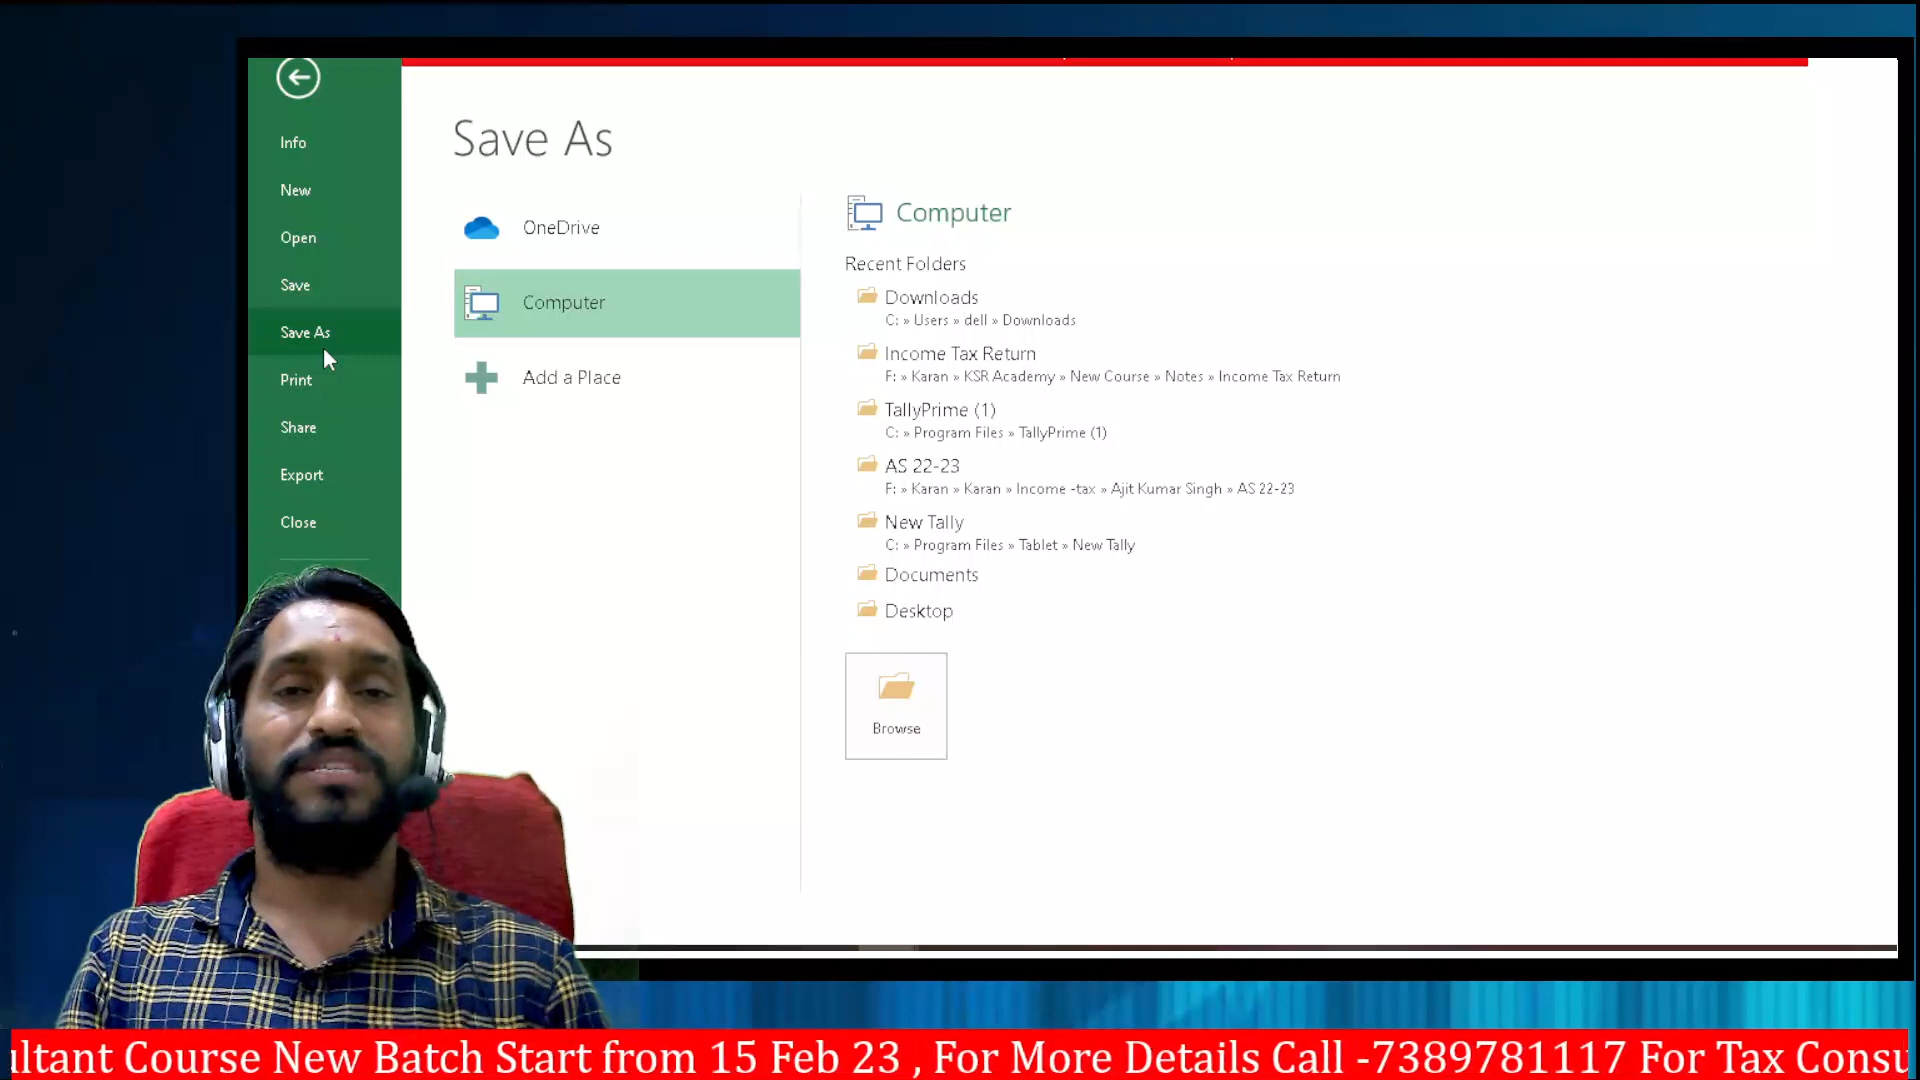 Info
New
Open
Save
Save As
Print
Share
Export
Close
Save As
OneDrive
Computer
Add a Place
Computer
Recent Folders
Downloads
C: » Users » dell » Downloads
Income Tax Return
F: » Karan » KSR Academy » New Course » Notes » Income Tax Return
TallyPrime (1)
C: » Program Files » TallyPrime (1)
AS 22-23
F: » Karan » Karan » Income -tax » Ajit Kumar Singh » AS 22-23
New Tally
C: » Program Files » Tablet » New Tally
Documents
Desktop
Browse
ultant Course New Batch Start from 15 Feb 23 , For More Details Call -7389781117 For Tax Consu